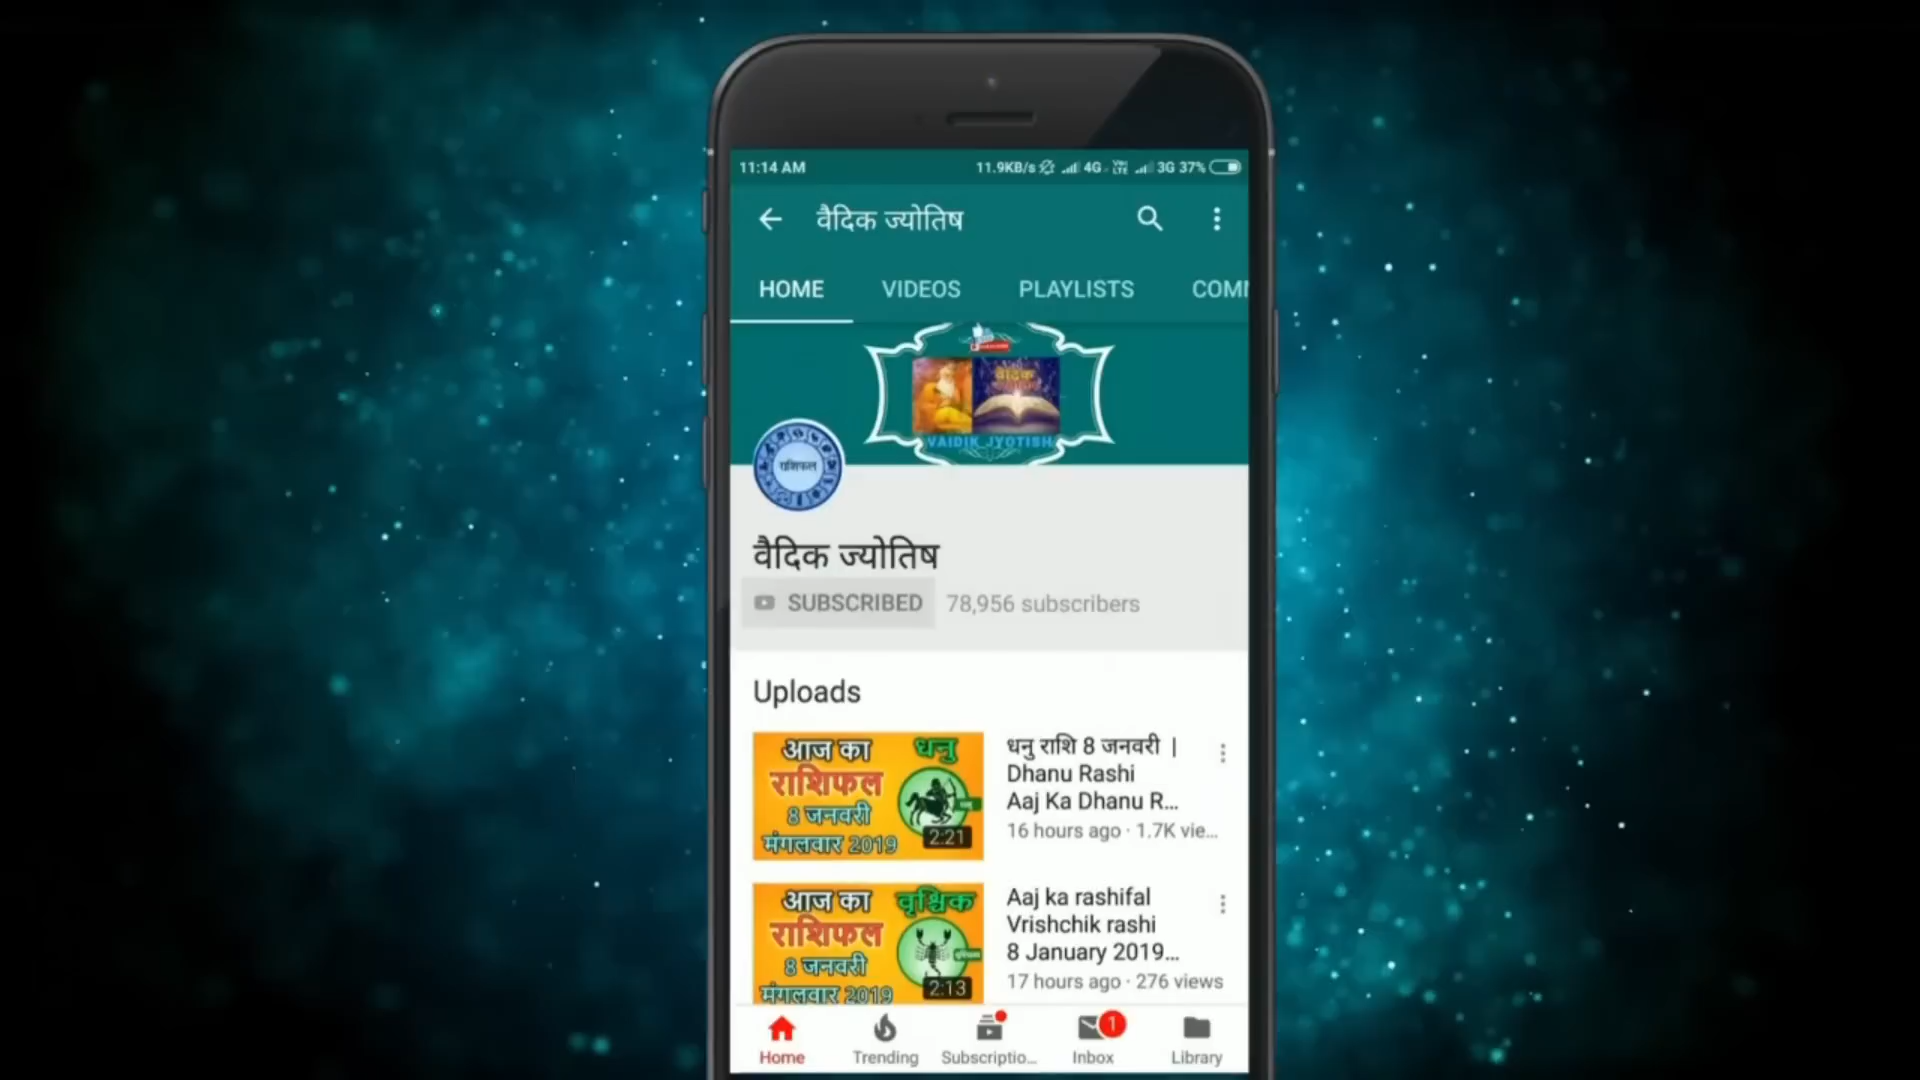 11:14 AM 11.9KB/s 4G VoLTE 3G 37%
वैदिक ज्योतिष
HOME VIDEOS PLAYLISTS COM
वैदिक
VAIDIK JYOTISH
राशिफल
वैदिक ज्योतिष
SUBSCRIBED 78,956 subscribers
Uploads
आज का धनु
राशिफल
8 जनवरी
मंगलवार 2019
2:21
धनु राशि 8 जनवरी |
Dhanu Rashi
Aaj Ka Dhanu R...
16 hours ago · 1.7K vie...
आज का वृश्चिक
राशिफल
8 जनवरी
मंगलवार 2019
2:13
Aaj ka rashifal
Vrishchik rashi
8 January 2019...
17 hours ago · 276 views
1
Home Trending Subscriptio... Inbox Library